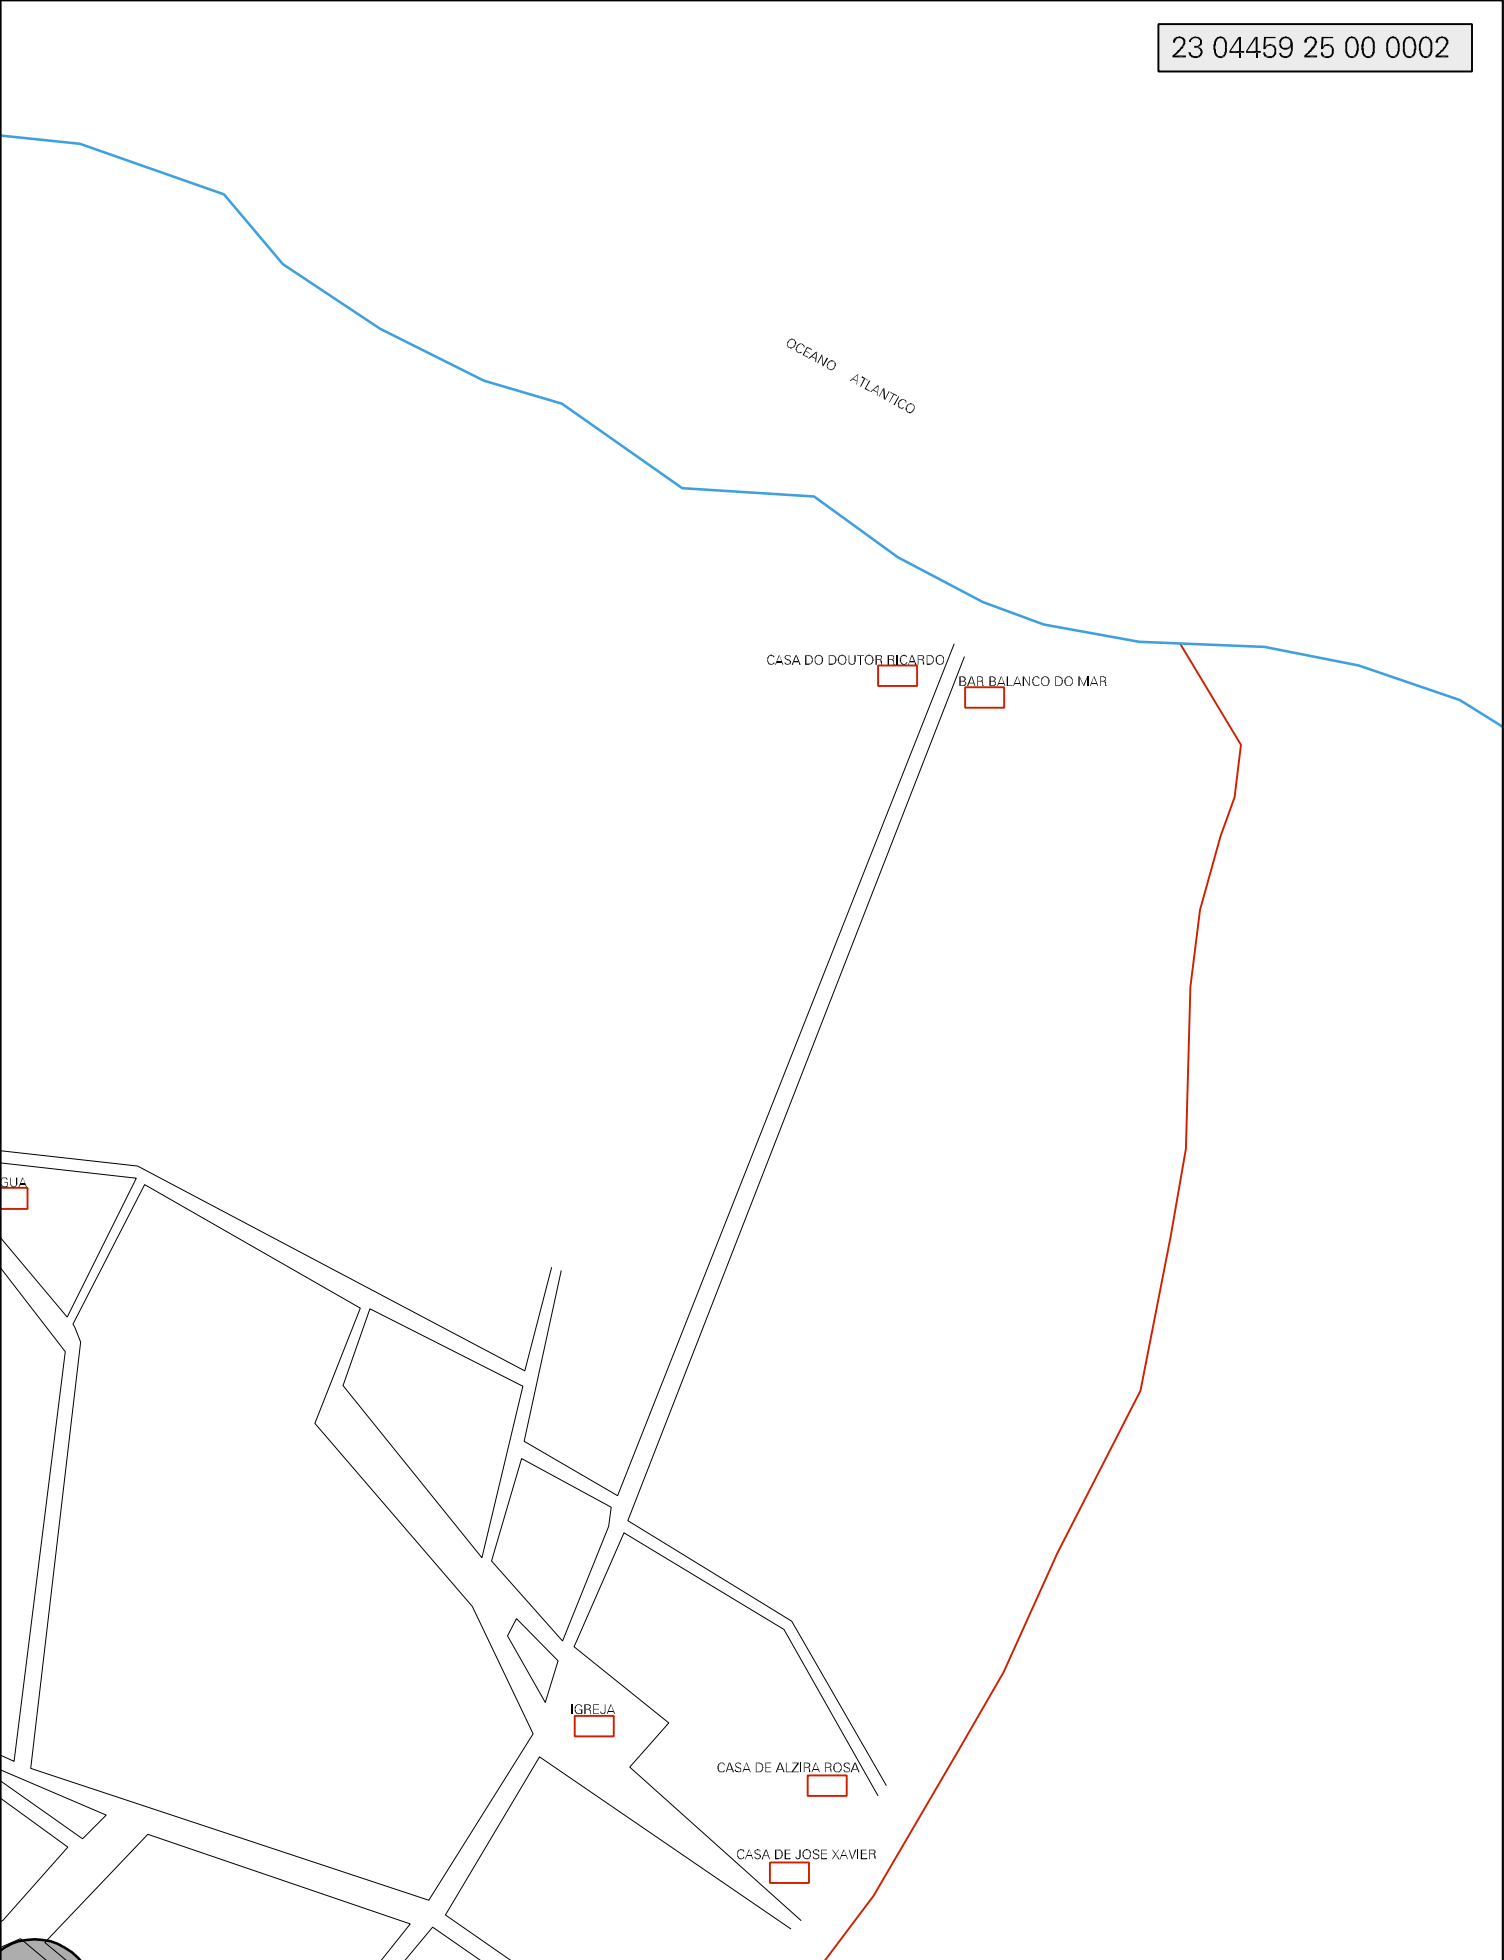 23 04459 25 00 0002
OCEANO ATLANTICO
CASA DO DOUTOR RICARDO
BAR BALANCO DO MAR
GUA
IGREJA
CASA DE ALZIRA ROSA
CASA DE JOSE XAVIER